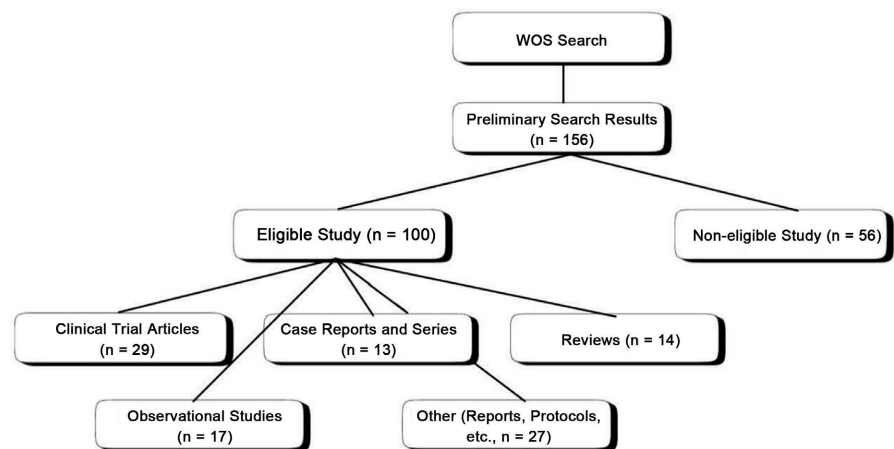 WOS Search
Preliminary Search Results
(n = 156)
Eligible Study (n = 100)
Non-eligible Study (n = 56)
Clinical Trial Articles
(n = 29)
Case Reports and Series
(n = 13)
Reviews (n = 14)
Observational Studies
(n = 17)
Other (Reports, Protocols,
etc., n = 27)